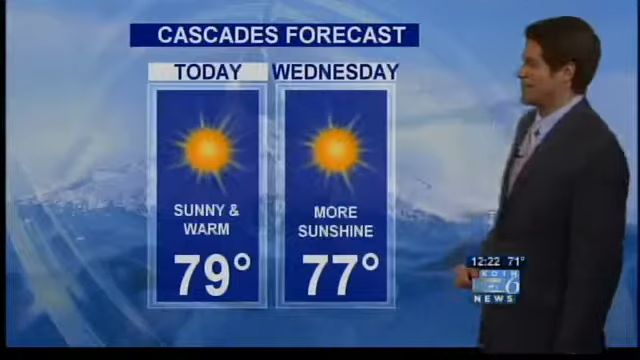 CASCADES FORECAST
TODAY
WEDNESDAY
SUNNY &
WARM
79°
MORE
SUNSHINE
77°
12:22 71°
KOIN
6
NEWS